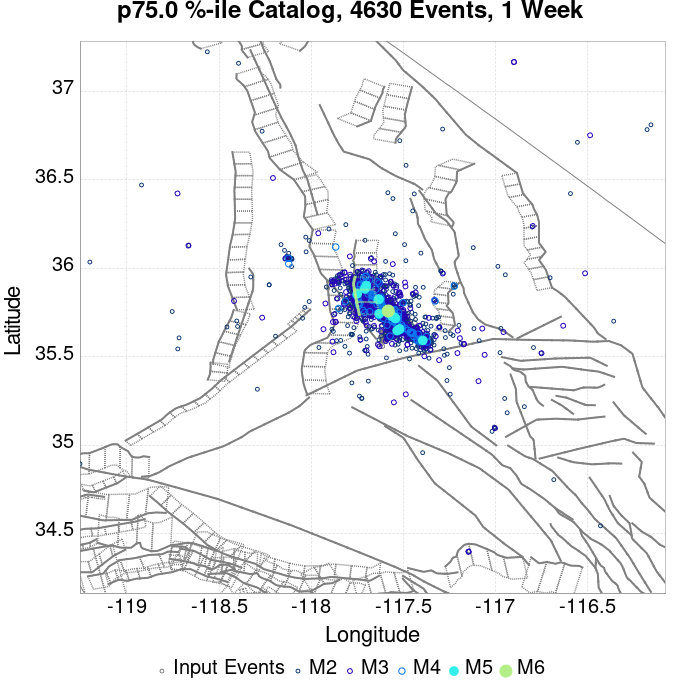 p75.0 %-ile Catalog, 4630 Events, 1 Week
37
36.5
36
35.5
35
34.5
Latitude
-119
-118.5
-118
-117.5
-117
-116.5
Longitude
Input Events
M2
M3
M4
M5
M6